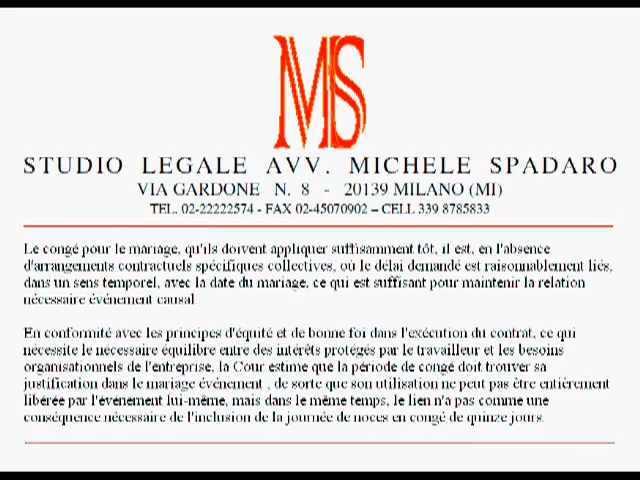 MS
STUDIO LEGALE AVV. MICHELE SPADARO
VIA GARDONE N. 8 - 20139 MILANO (MI)
TEL. 02-22222574 - FAX 02-45070902 – CELL 339 8785833
Le congé pour le mariage, qu'ils doivent appliquer suffisamment tôt, il est, en l'absence
d'arrangements contractuels spécifiques collectives, où le délai demandé est raisonnablement liés,
dans un sens temporel, avec la date du mariage, ce qui est suffisant pour maintenir la relation
nécessaire événement causal.
En conformité avec les principes d'équité et de bonne foi dans l'exécution du contrat, ce qui
nécessite le nécessaire équilibre entre des intérêts protégés par le travailleur et les besoins
organisationnels de l'entreprise, la Cour estime que la période de congé doit trouver sa
justification dans le mariage événement , de sorte que son utilisation ne peut pas être entièrement
libérée par l'événement lui-même, mais dans le même temps, le lien n'a pas comme une
conséquence nécessaire de l'inclusion de la journée de noces en congé de quinze jours.